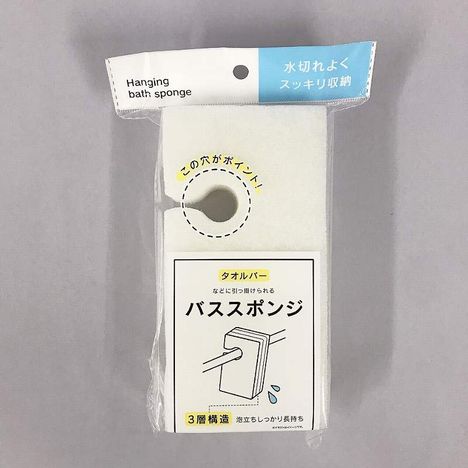 Hanging
bath sponge
水切れよく
スッキリ収納
この穴がポイント!
タオルバー
などに引っ掛けられる
バススポンジ
3層構造 泡立ちしっかり長持ち